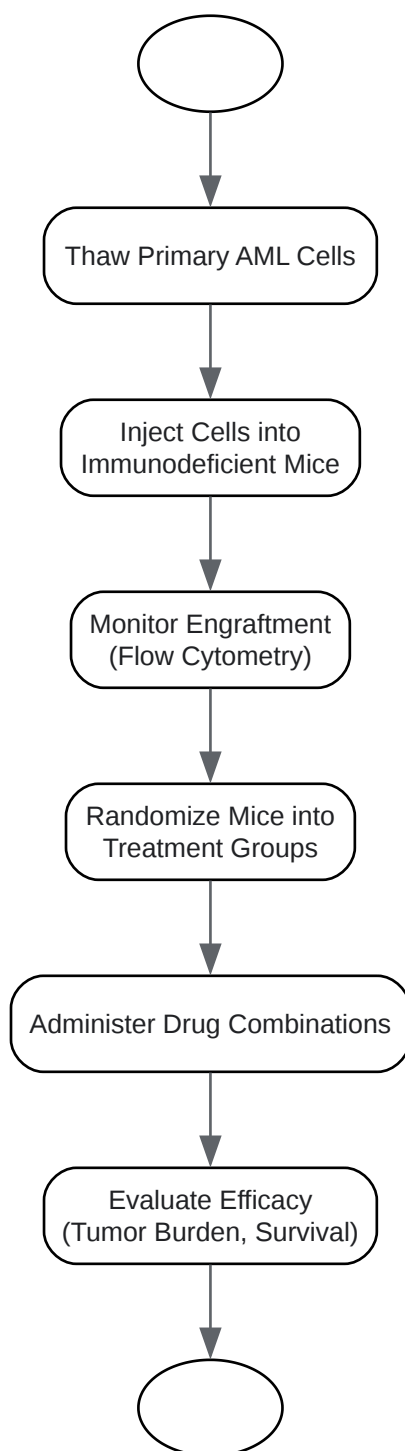 Thaw Primary AML Cells
Inject Cells into
Immunodeficient Mice
Monitor Engraftment
(Flow Cytometry)
Randomize Mice into
Treatment Groups
Administer Drug Combinations
Evaluate Efficacy
(Tumor Burden, Survival)